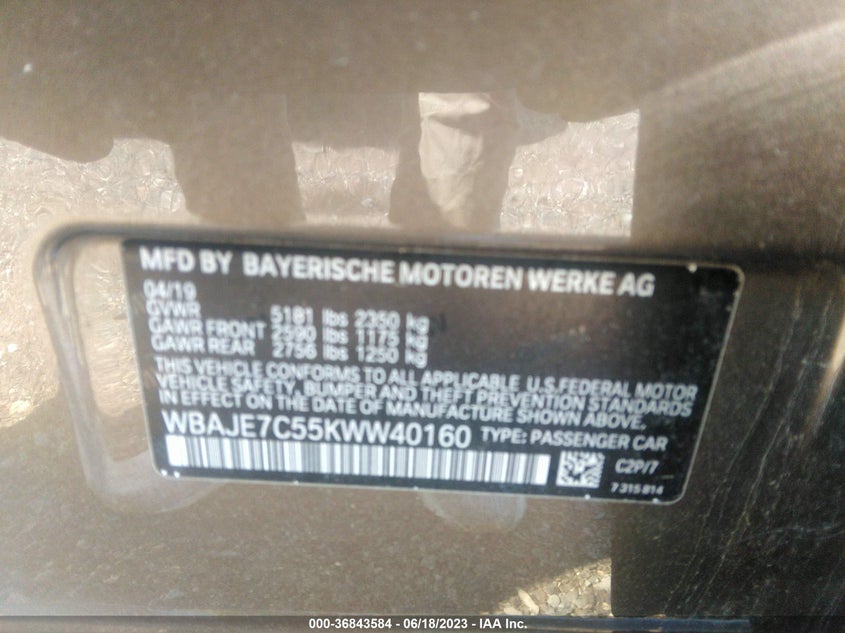 MFD BY BAYERISCHE MOTOREN WERKE AG
04/19
GVWR 5181 lbs 2350 kg
GAWR FRONT 2590 lbs 1175 kg
GAWR REAR 2756 lbs 1250 kg
THIS VEHICLE CONFORMS TO ALL APPLICABLE U.S.FEDERAL MOTOR
VEHICLE SAFETY, BUMPER AND THEFT PREVENTION STANDARDS
IN EFFECT ON THE DATE OF MANUFACTURE SHOWN ABOVE.
WBAJE7C55KWW40160 TYPE: PASSENGER CAR
C2P/7
7 315 814
000-36843584 - 06/18/2023 - IAA Inc.